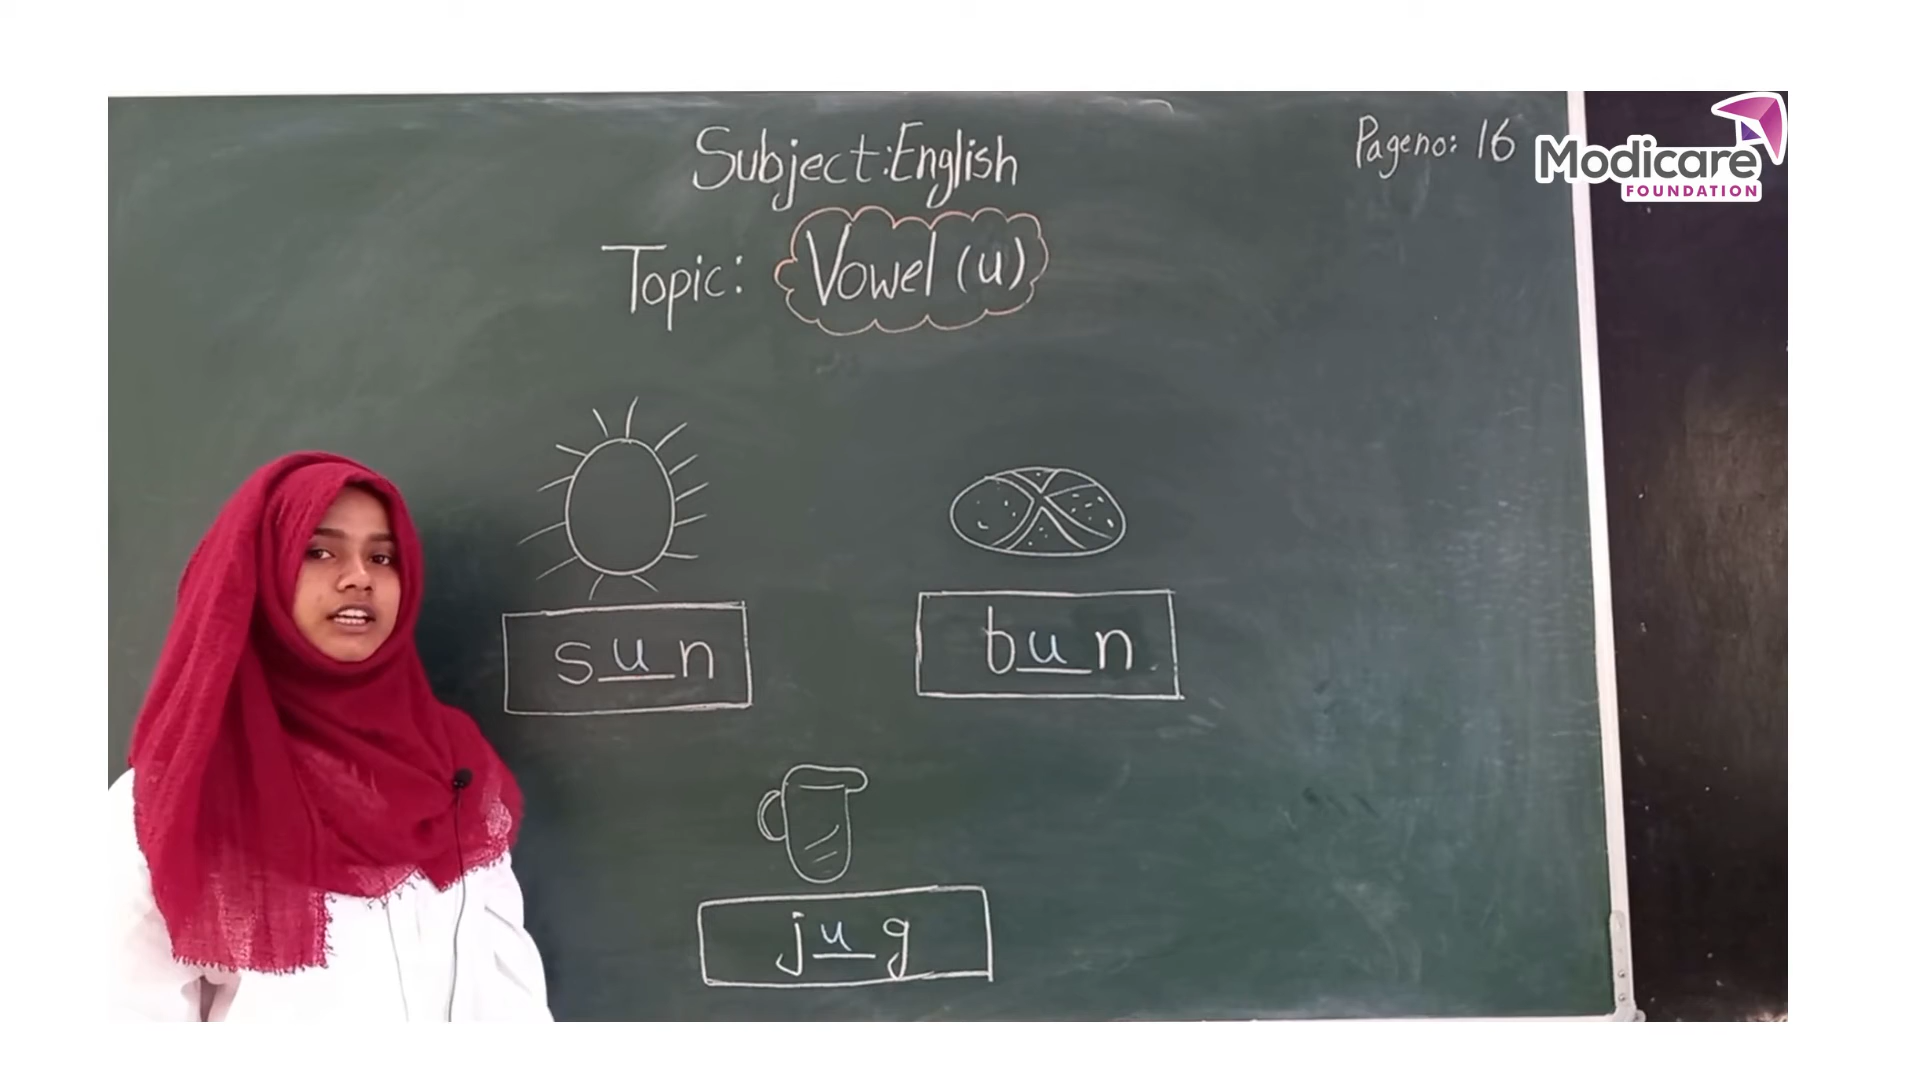 Subject: English
Pageno: 16
Modicare
FOUNDATION
Topic: Vowel (u)
sun
bun
jug